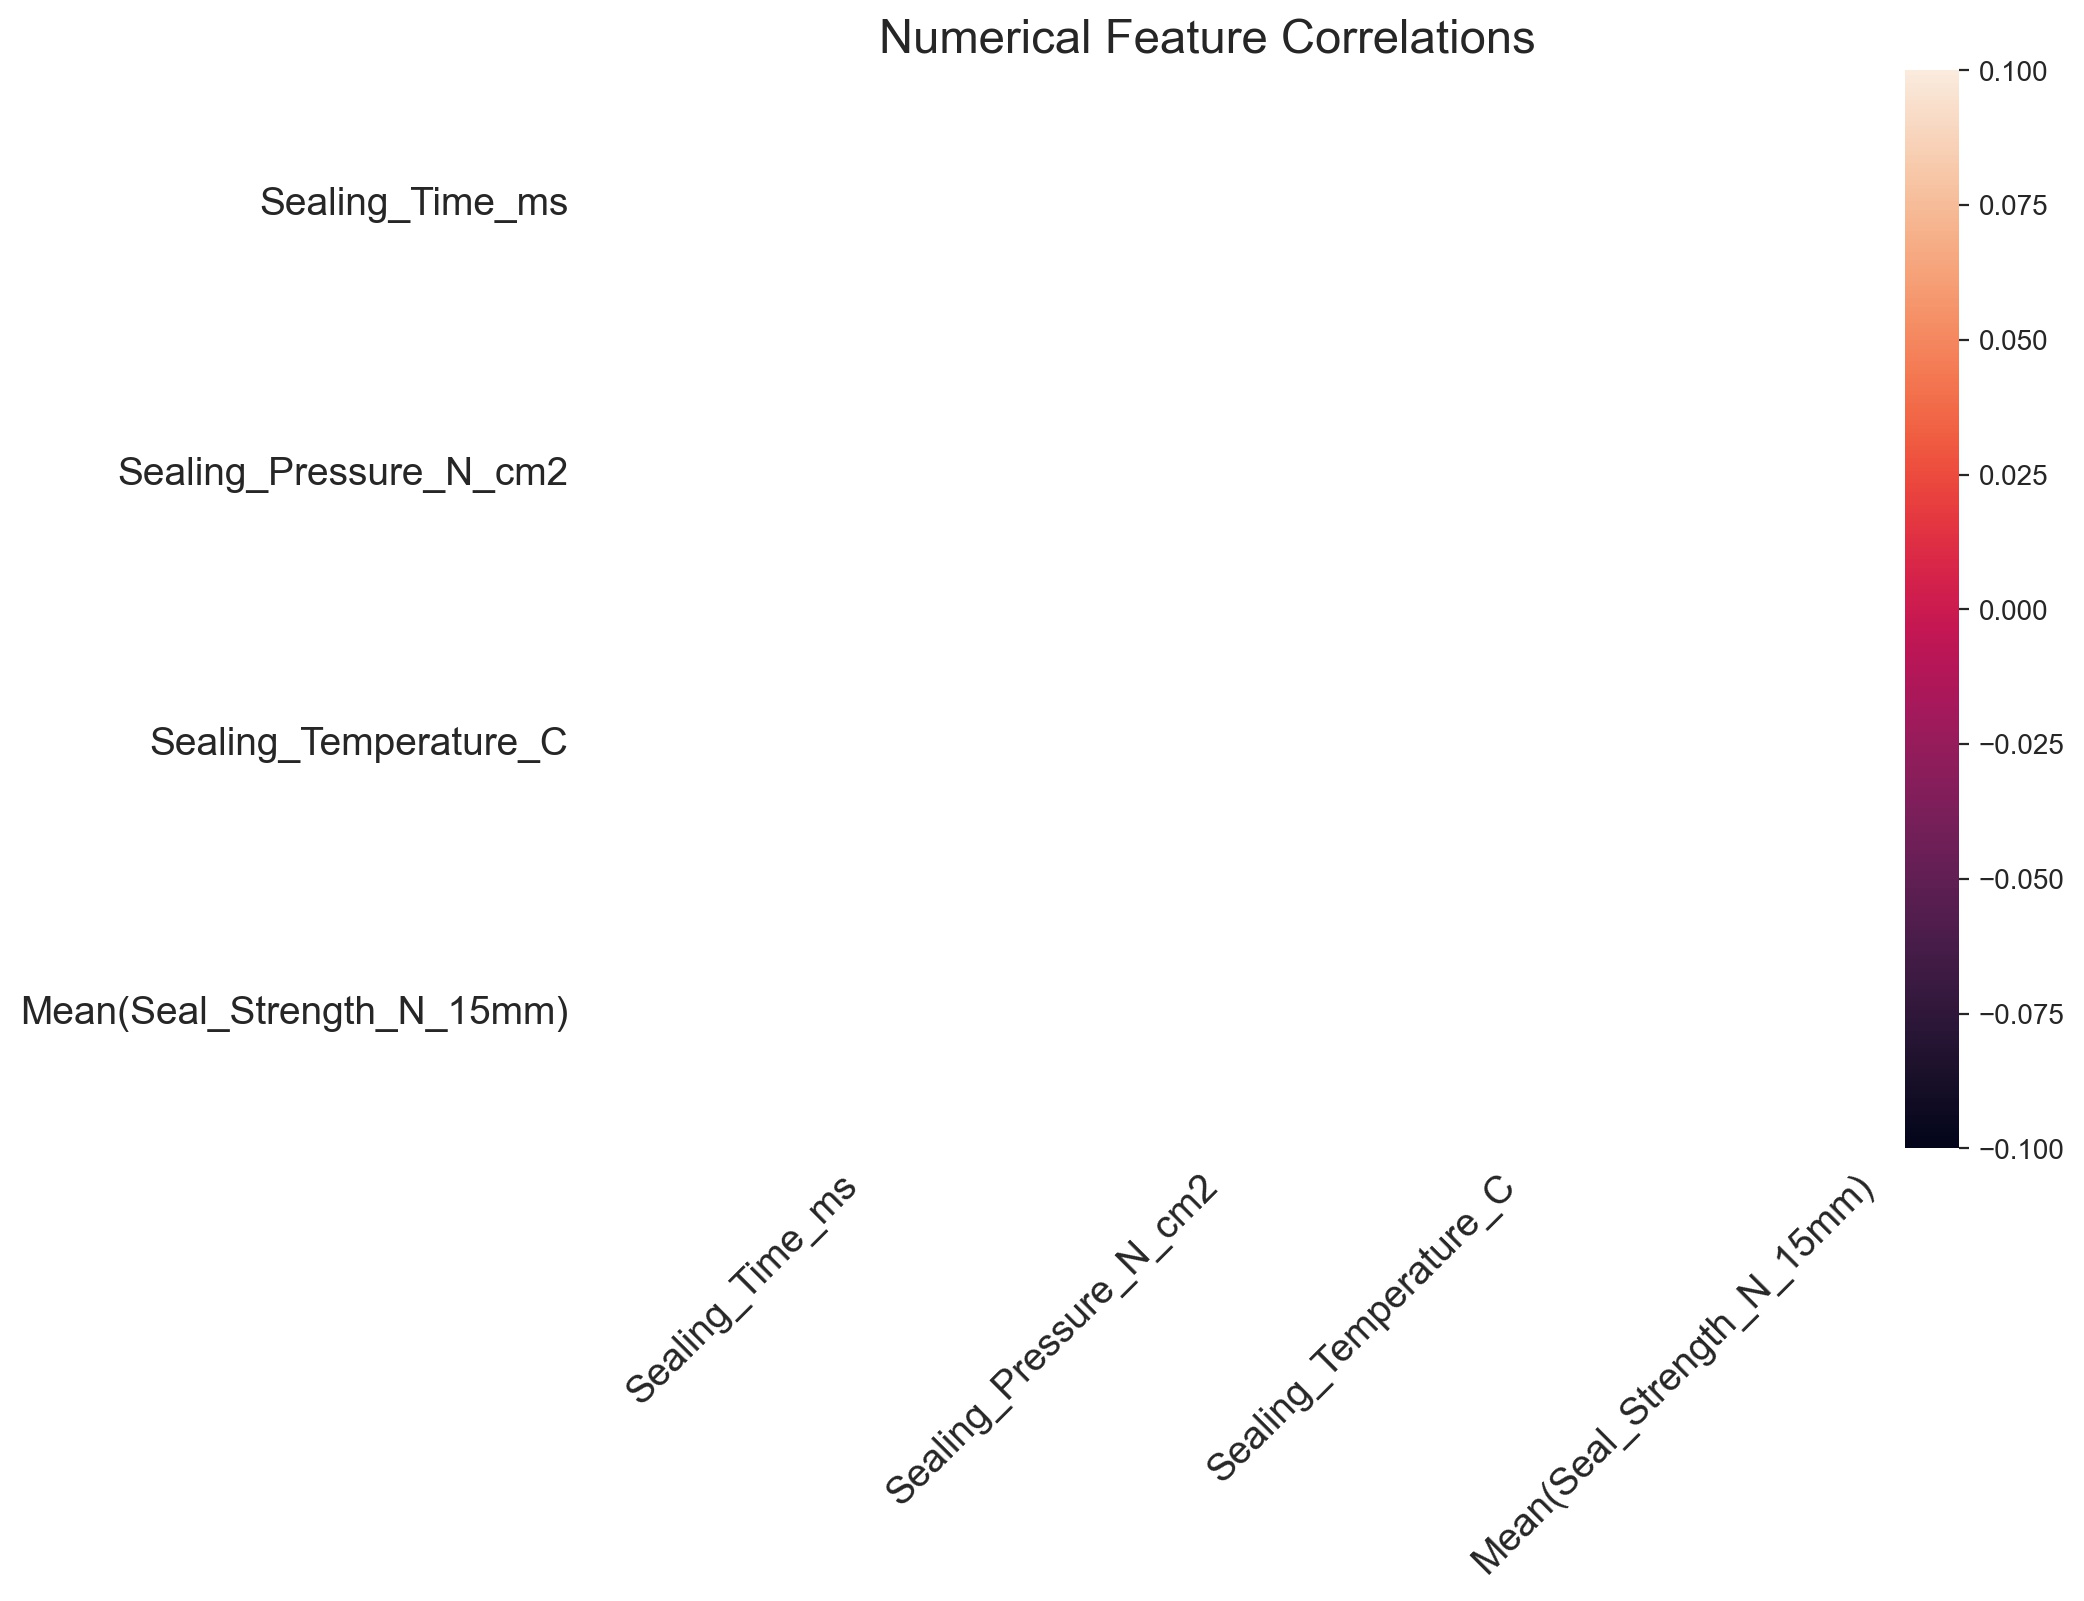 Numerical Feature Correlations
Sealing_Time_ms
Sealing_Pressure_N_cm2
Sealing_Temperature_C
Mean(Seal_Strength_N_15mm)
0.100
0.075
0.050
0.025
0.000
−0.025
−0.050
−0.075
−0.100
Sealing_Time_ms
Sealing_Pressure_N_cm2
Sealing_Temperature_C
Mean(Seal_Strength_N_15mm)